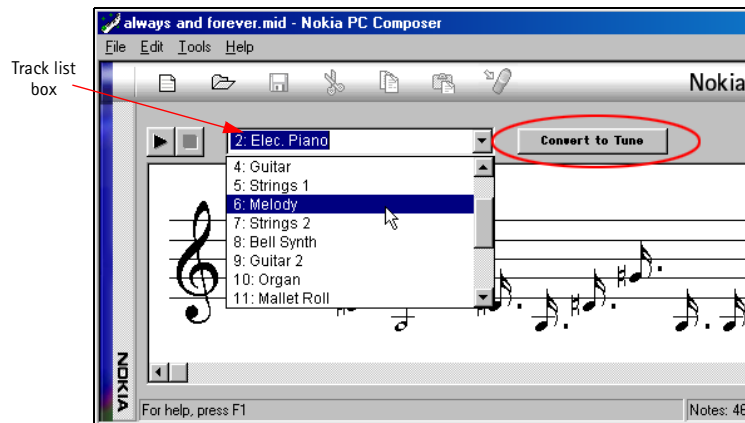 always and forever.mid - Nokia PC Composer
File Edit Tools Help
Track list
box
Nokia
2: Elec. Piano
Convert to Tune
4: Guitar
5: Strings 1
6: Melody
7: Strings 2
8: Bell Synth
9: Guitar 2
10: Organ
11: Mallet Roll
NOKIA
For help, press F1
Notes: 46